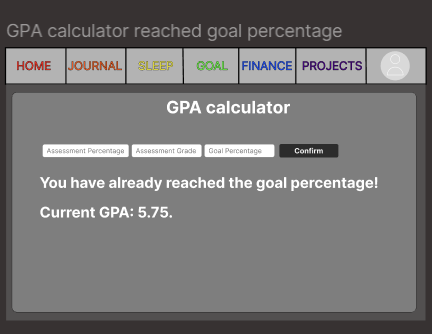 GPA calculator reached goal percentage
HOME JOURNAL SLEEP GOAL FINANCE PROJECTS
GPA calculator
Assessment Percentage Assessment Grade Goal Percentage Confirm
You have already reached the goal percentage!
Current GPA: 5.75.